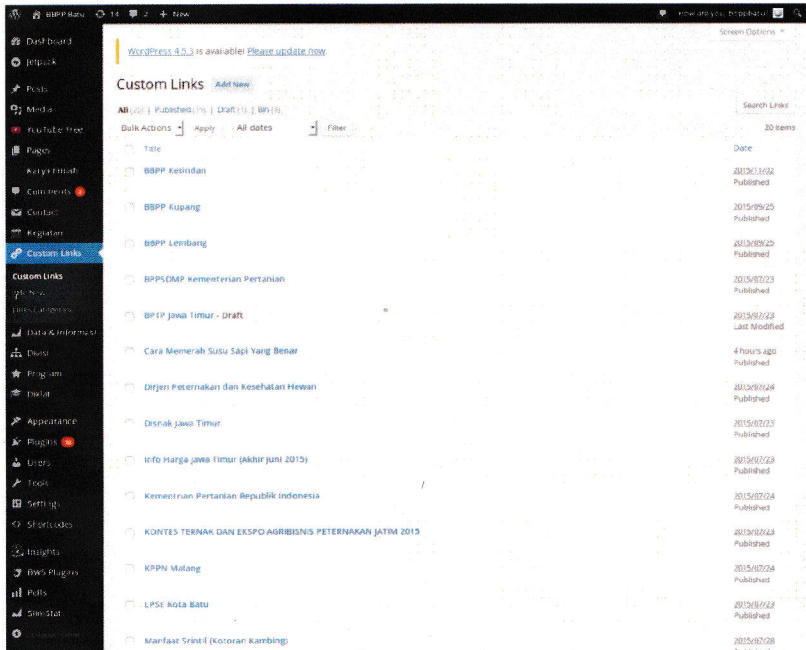 BBPP Batu 14 2 + New
Screen Options
WordPress 4.5.3 is available! Please update now.
Custom Links Add New
All (20) | Published (19) | Draft (1) | Bin
Search Links
Bulk Actions Apply All dates Filter 20 items
Title Date
BBPP Ketindan 2015/11/02
Published
BBPP Kupang 2015/09/25
Published
BBPP Lembang 2015/09/25
Published
BPPSDMP Kementerian Pertanian 2015/07/23
Published
BPTP Jawa Timur - Draft 2015/07/23
Last Modified
Cara Memerah Susu Sapi Yang Benar 4 hours ago
Published
Dirjen Peternakan dan Kesehatan Hewan 2015/07/24
Published
Disnak Jawa Timur 2015/07/23
Published
Info Harga Jawa Timur (Akhir Juni 2015) 2015/07/23
Published
Kementrian Pertanian Republik Indonesia 2015/07/24
Published
KONTES TERNAK DAN EKSPO AGRIBISNIS PETERNAKAN JATIM 2015 2015/07/23
Published
KPPN Malang 2015/07/24
Published
LPSE Kota Batu 2015/07/23
Published
Manfaat Srintil (Kotoran Kambing) 2015/07/28
Dashboard
Jetpack
Posts
Media
YouTube Free
Pages
Karya Ilmiah
Comments
Contact
Kegiatan
Custom Links
Custom Links
Data & Informasi
Divisi
Program
Diklat
Appearance
Plugins
Users
Tools
Settings
Shortcodes
Insights
BWS Plugins
Polls
SlimStat